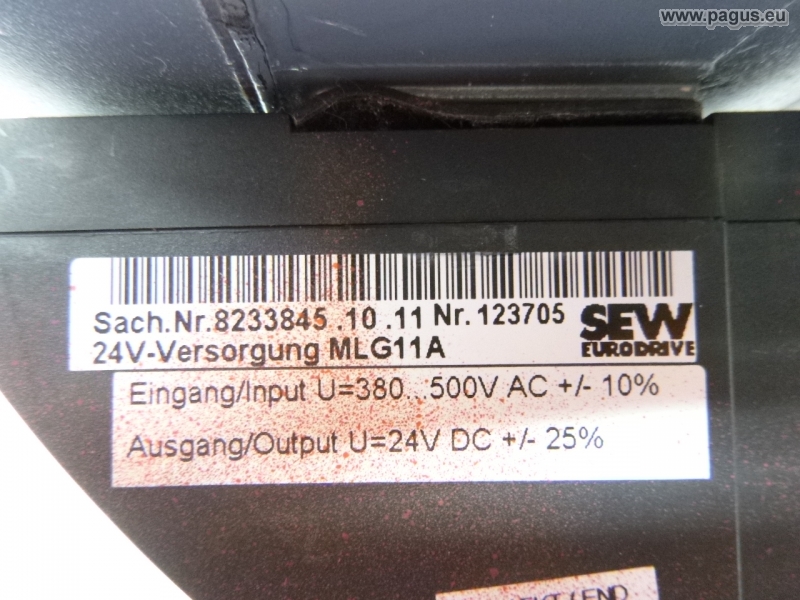 www.pagus.eu
Sach.Nr.8233845 .10 .11 Nr.123705
24V-Versorgung MLG11A
SEW
EURODRIVE
Eingang/Input U=380...500V AC +/- 10%
Ausgang/Output U=24V DC +/- 25%